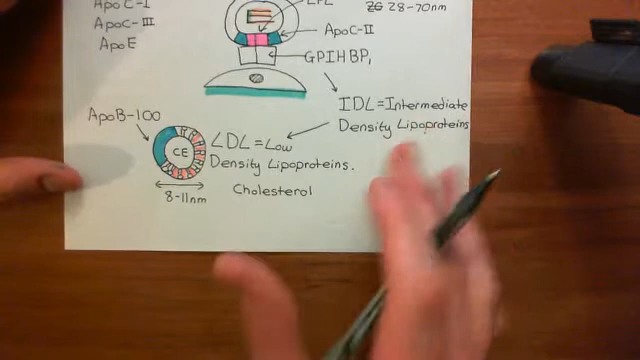 ApoC-I
ApoC-III
ApoE
LPL
28-70nm
ApoC-II
GPIHBP1
IDL=Intermediate
Density Lipoproteins
ApoB-100
CE
LDL=Low
Density Lipoproteins.
8-11nm
Cholesterol